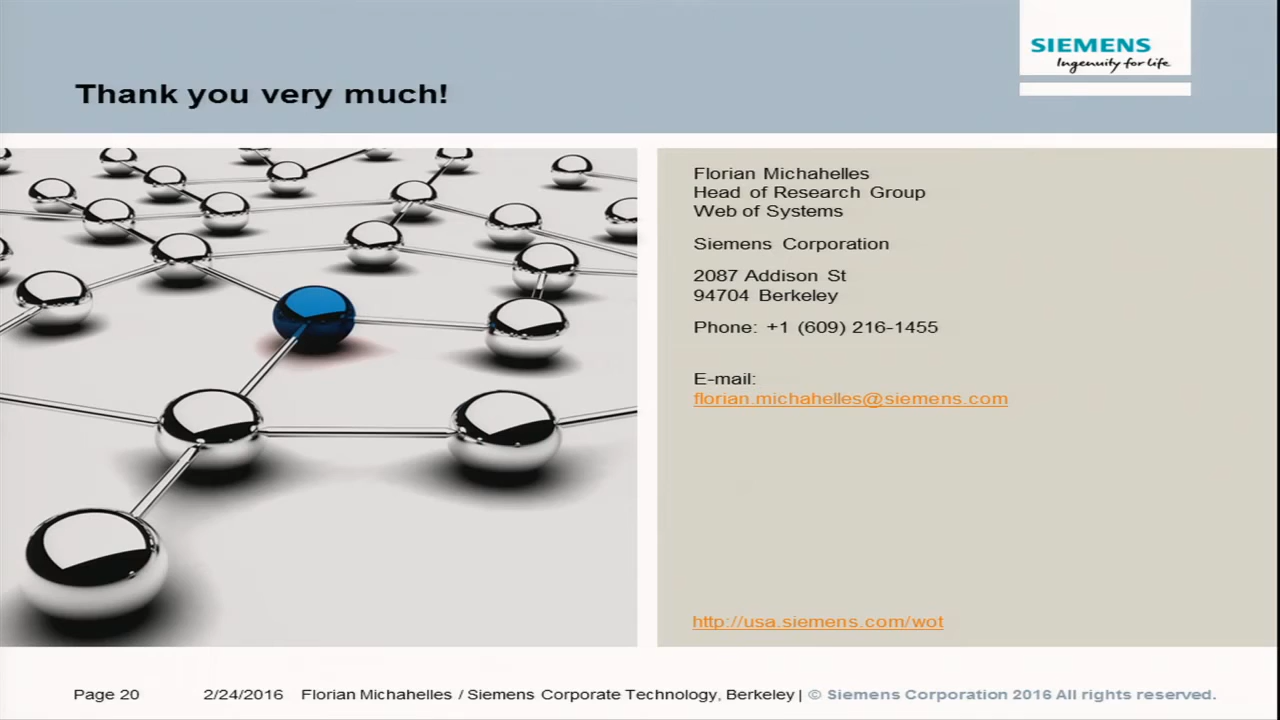 SIEMENS
Ingenuity for life
Thank you very much!
Florian Michahelles
Head of Research Group
Web of Systems
Siemens Corporation
2087 Addison St
94704 Berkeley
Phone: +1 (609) 216-1455
E-mail:
florian.michahelles@siemens.com
http://usa.siemens.com/wot
Page 20 2/24/2016 Florian Michahelles / Siemens Corporate Technology, Berkeley | © Siemens Corporation 2016 All rights reserved.